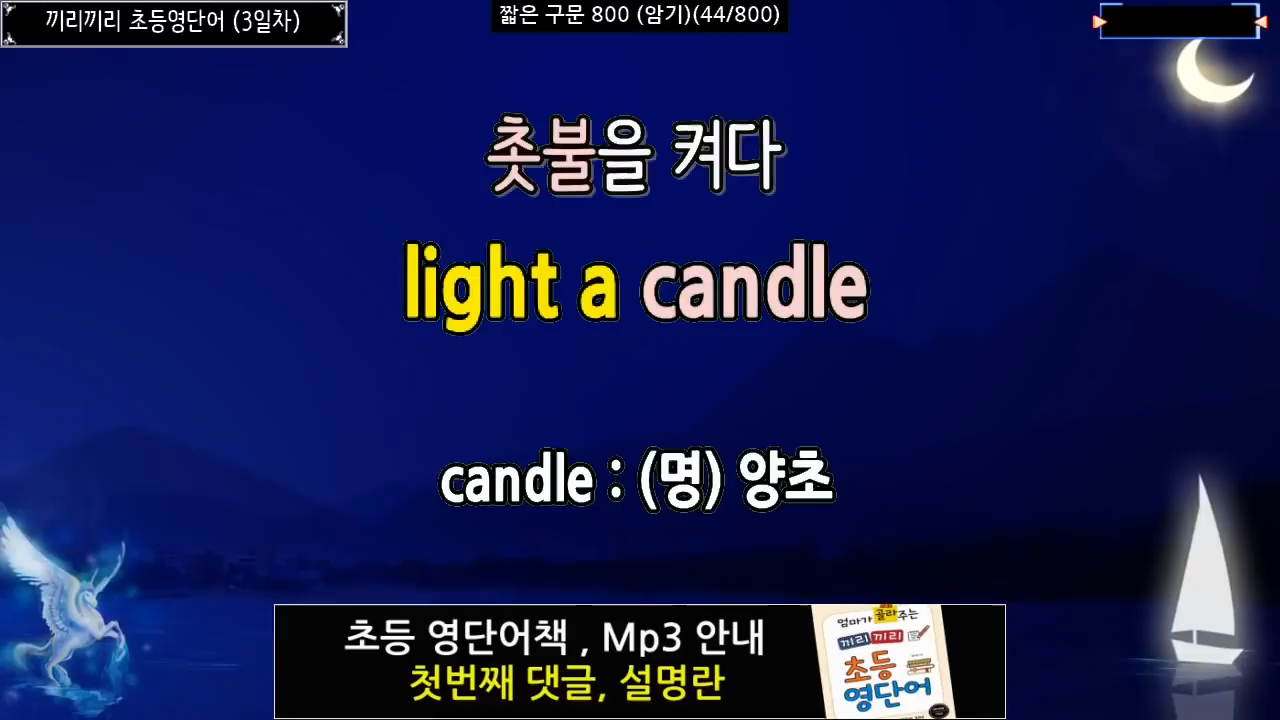 끼리끼리 초등영단어 (3일차)
짧은 구문 800 (암기)(44/800)
촛불을 켜다
light a candle
candle : (명) 양초
초등 영단어책 , Mp3 안내
첫번째 댓글, 설명란
엄마가 골라주는
끼리끼리
초등
영단어